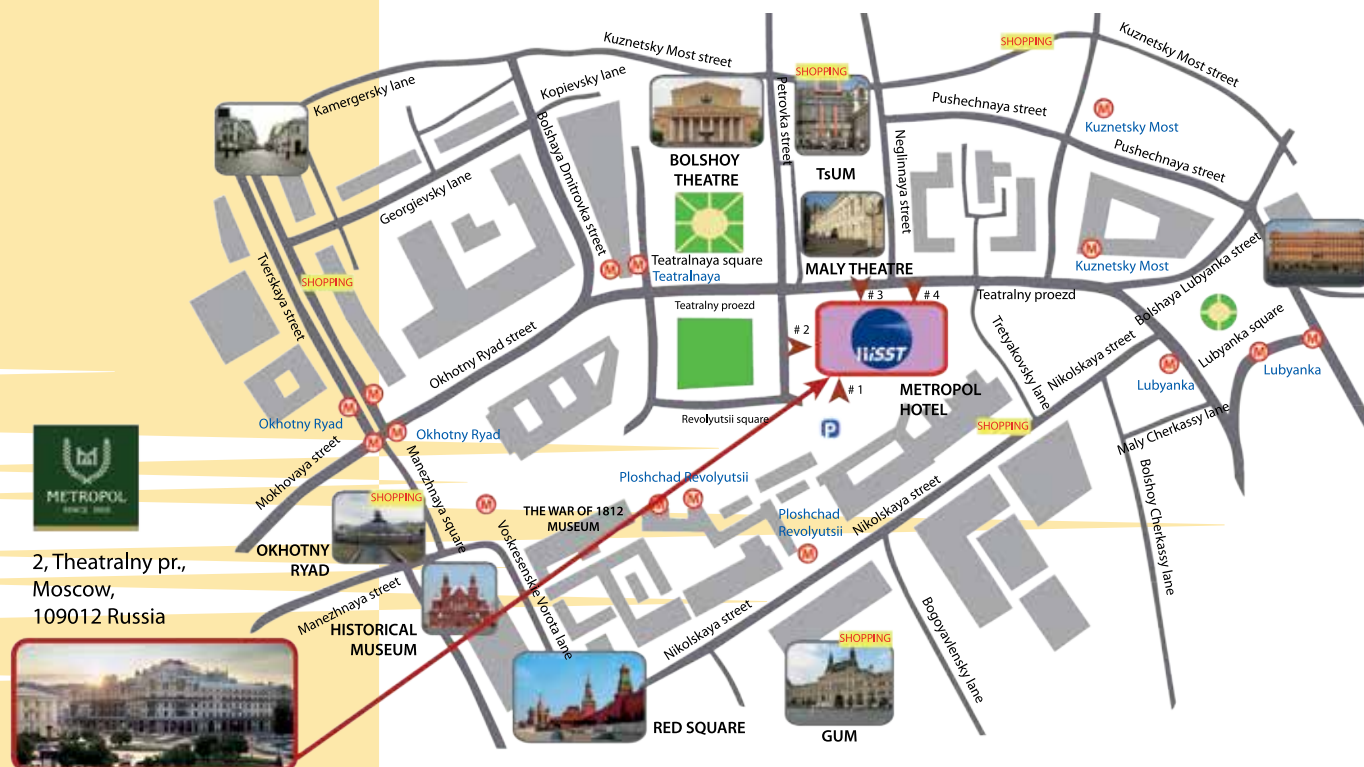 Kuznetsky Most street
SHOPPING
Kuznetsky Most street
Kamergersky lane
Kopievsky lane
SHOPPING
Petrovka street
Pushechnaya street
Kuznetsky Most
Pushechnaya street
Bolshaya Dmitrovka street
BOLSHOY
THEATRE
TsUM
Neglinnaya street
Georgievsky lane
Tverskaya street
SHOPPING
Teatralnaya square
Teatralnaya
MALY THEATRE
Kuznetsky Most
Bolshaya Lubyanka street
Teatralny proezd
# 3
# 4
Teatralny proezd
# 2
WSST
Tretyakovsky lane
Nikolskaya street
Lubyanka square
Okhotny Ryad street
# 1
METROPOL
HOTEL
Lubyanka
Lubyanka
Revolyutsii square
P
SHOPPING
Maly Cherkassy lane
Okhotny Ryad
Okhotny Ryad
Mokhovaya street
Manezhnaya square
Bolshoy Cherkassy lane
METROPOL
Ploshchad Revolyutsii
SHOPPING
THE WAR OF 1812
MUSEUM
Ploshchad
Revolyutsii
Nikolskaya street
Voskresenskie Vorota lane
OKHOTNY
RYAD
2, Theatralny pr.,
Moscow,
109012 Russia
Manezhnaya street
HISTORICAL
MUSEUM
Nikolskaya street
Bogoyavlensky lane
SHOPPING
RED SQUARE
GUM